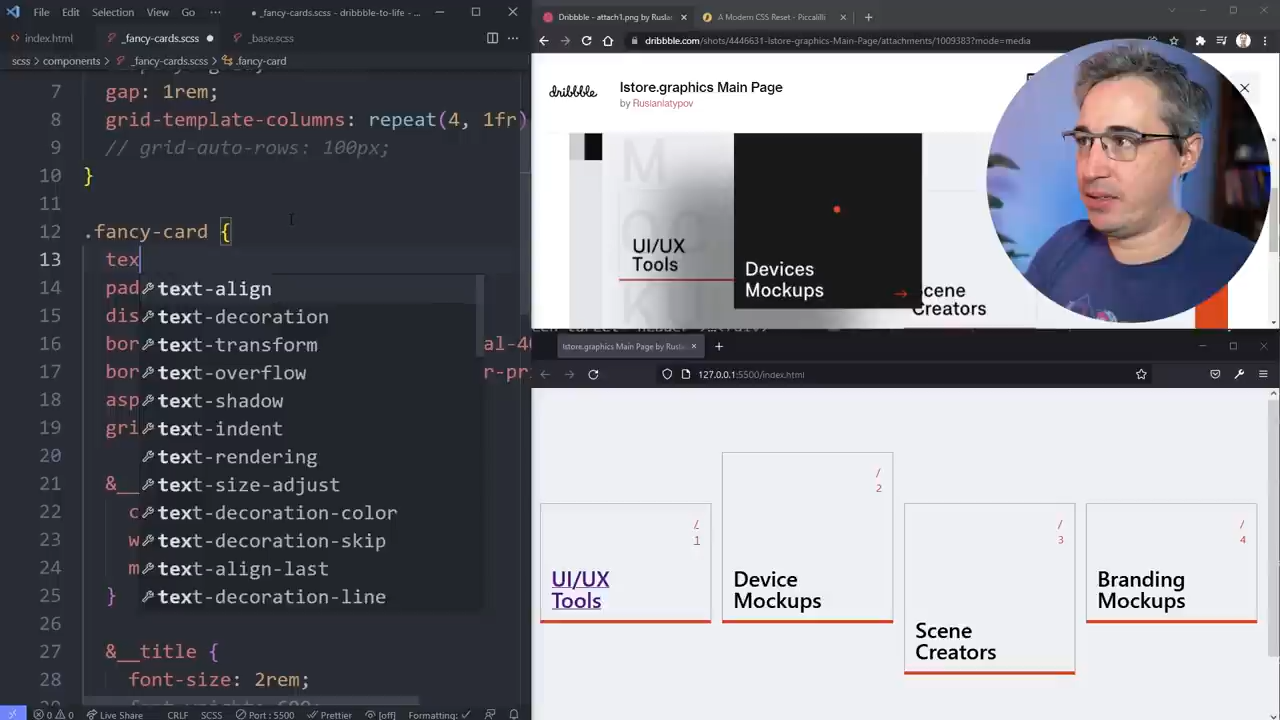 File Edit Selection View Go ··· ● _fancy-cards.scss - dribbble-to-life - ...
index.html
_fancy-cards.scss ●
_base.scss
scss > components > _fancy-cards.scss > .fancy-card
7 gap: 1rem;
8 grid-template-columns: repeat(4, 1fr)
9 // grid-auto-rows: 100px;
10 }
11
12 .fancy-card {
13 tex
14 pad
15 dis
16 bor
17 bor
18 asp
19 gri
20
21 &__
22 c
23 w
24 m
25 }
26
27 &__title {
28 font-size: 2rem;
text-align
text-decoration
text-transform
text-overflow
text-shadow
text-indent
text-rendering
text-size-adjust
text-decoration-color
text-decoration-skip
text-align-last
text-decoration-line
0 0 Live Share CRLF SCSS Port : 5500 Prettier [off] Formatting: ✓
Dribbble - attach1.png by Rusla
A Modern CSS Reset - Piccalilli
dribbble.com/shots/4446631-Istore-graphics-Main-Page/attachments/1009383?mode=media
dribbble
Istore.graphics Main Page
by Ruslanlatypov
UI/UX
Tools
Devices
Mockups
→ Scene
Creators
Istore.graphics Main Page by Rusla
127.0.0.1:5500/index.html
/
1
UI/UX
Tools
/
2
Device
Mockups
/
3
Scene
Creators
/
4
Branding
Mockups